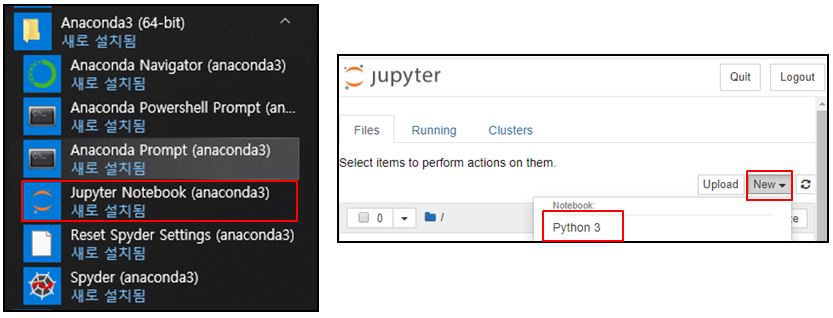 Anaconda3 (64-bit)
새로 설치됨
Anaconda Navigator (anaconda3)
새로 설치됨
Anaconda Powershell Prompt (an...
새로 설치됨
Anaconda Prompt (anaconda3)
새로 설치됨
Jupyter Notebook (anaconda3)
새로 설치됨
Reset Spyder Settings (anaconda3)
새로 설치됨
Spyder (anaconda3)
새로 설치됨
jupyter
Quit
Logout
Files
Running
Clusters
Select items to perform actions on them.
Upload
New
0
/
Notebook:
Python 3